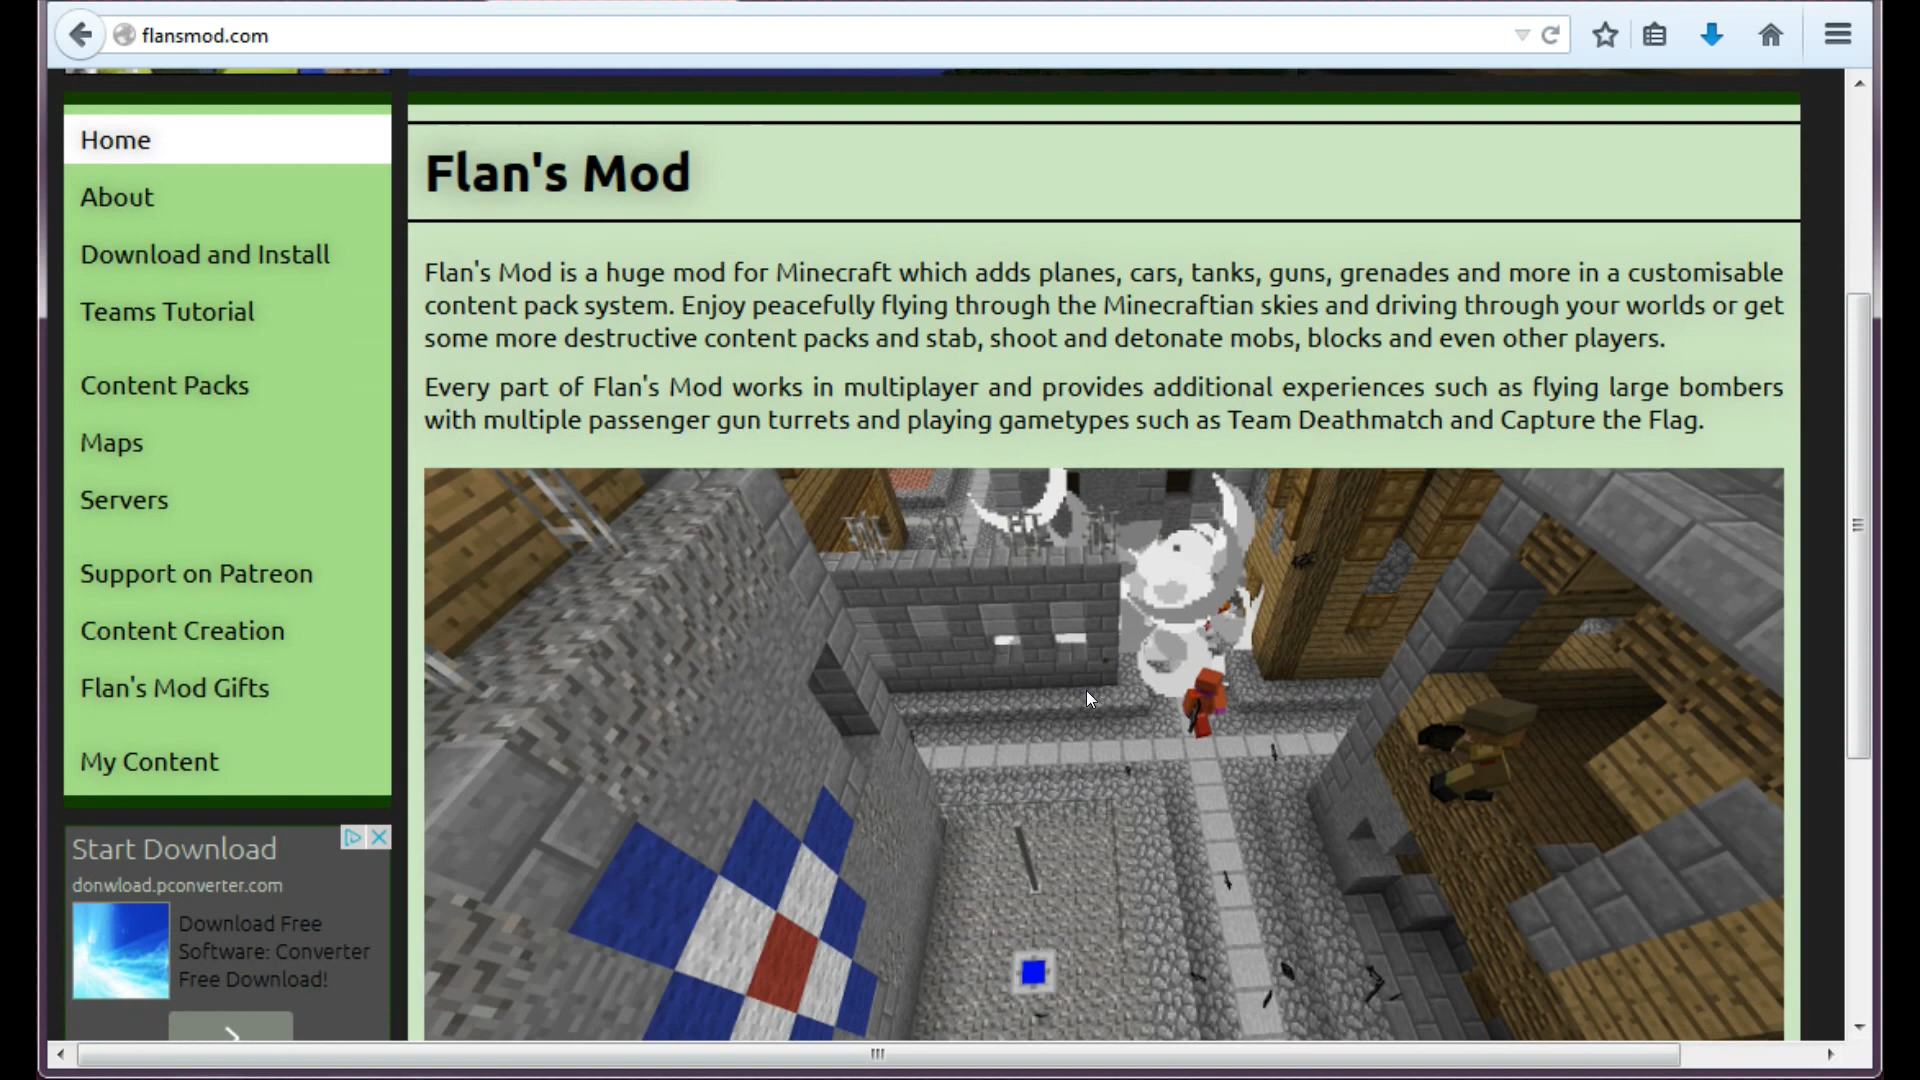 flansmod.com
Home
About
Download and Install
Teams Tutorial
Content Packs
Maps
Servers
Support on Patreon
Content Creation
Flan's Mod Gifts
My Content
Start Download
donwload.pconverter.com
Download Free
Software: Converter
Free Download!
Flan's Mod
Flan's Mod is a huge mod for Minecraft which adds planes, cars, tanks, guns, grenades and more in a customisable
content pack system. Enjoy peacefully flying through the Minecraftian skies and driving through your worlds or get
some more destructive content packs and stab, shoot and detonate mobs, blocks and even other players.
Every part of Flan's Mod works in multiplayer and provides additional experiences such as flying large bombers
with multiple passenger gun turrets and playing gametypes such as Team Deathmatch and Capture the Flag.